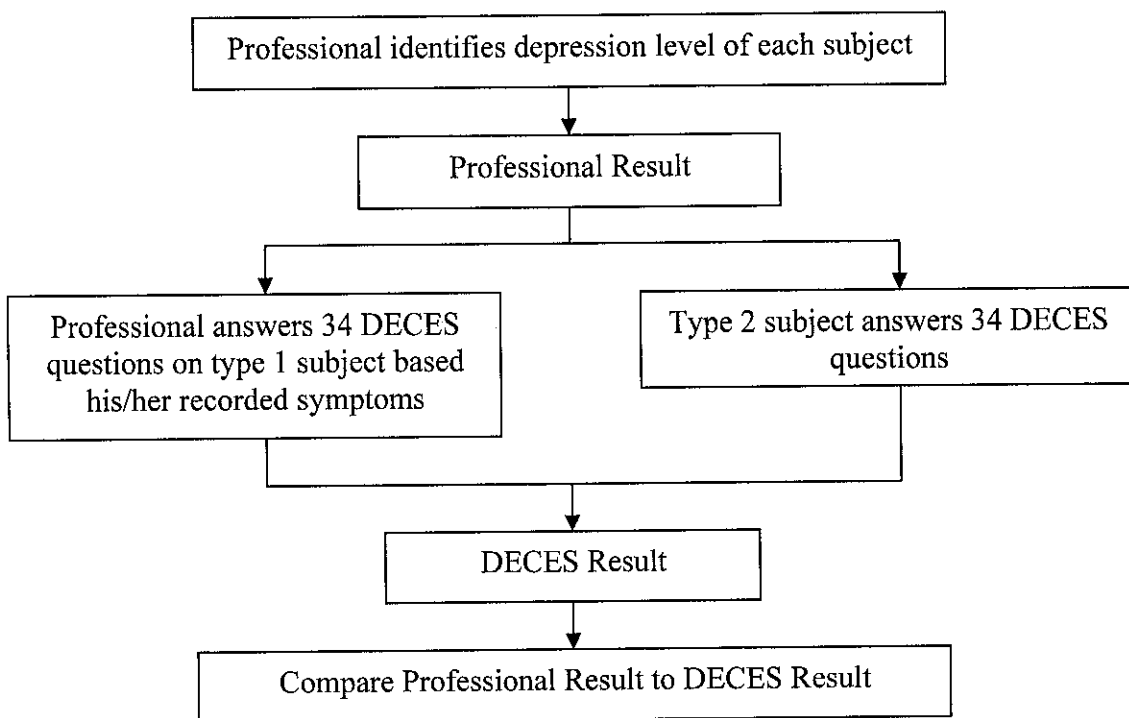 Professional identifies depression level of each subject
Professional Result
Professional answers 34 DECES
questions on type 1 subject based
his/her recorded symptoms
Type 2 subject answers 34 DECES
questions
DECES Result
Compare Professional Result to DECES Result